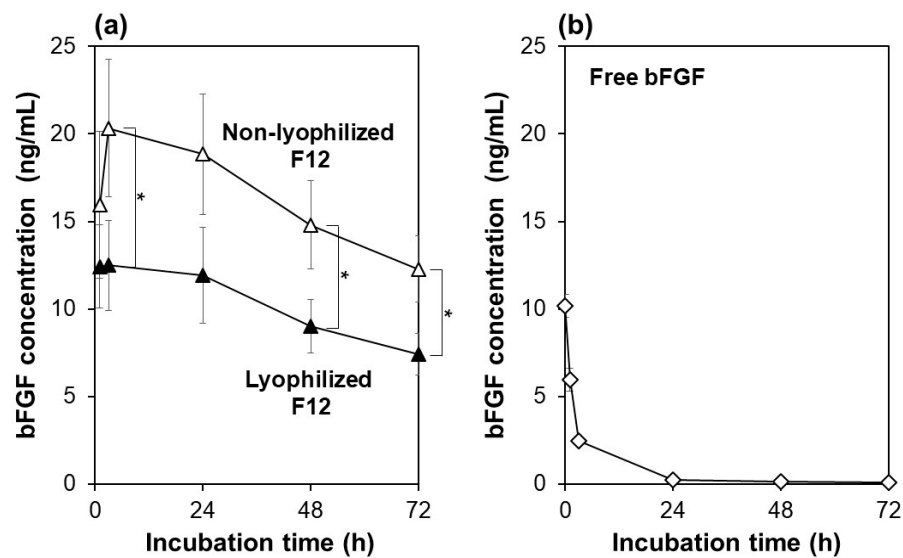 (a)
bFGF concentration (ng/mL)
25
20
15
10
5
0
Non-lyophilized
F12
*
*
*
Lyophilized
F12
0 24 48 72
Incubation time (h)
(b)
bFGF concentration (ng/mL)
25
20
15
10
5
0
Free bFGF
0 24 48 72
Incubation time (h)